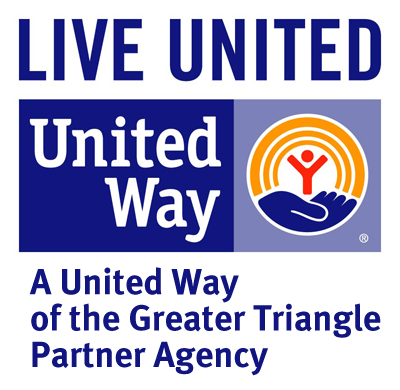 LIVE UNITED
United
Way
®
A United Way
of the Greater Triangle
Partner Agency